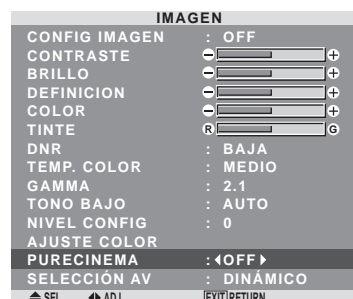 IMAGEN
CONFIG IMAGEN : OFF
CONTRASTE - +
BRILLO - +
DEFINICION - +
COLOR - +
TINTE R G
DNR : BAJA
TEMP. COLOR : MEDIO
GAMMA : 2.1
TONO BAJO : AUTO
NIVEL CONFIG : 0
AJUSTE COLOR
PURECINEMA :◀OFF▶
SELECCIÓN AV : DINÁMICO
SEL. ADJ. EXIT RETURN